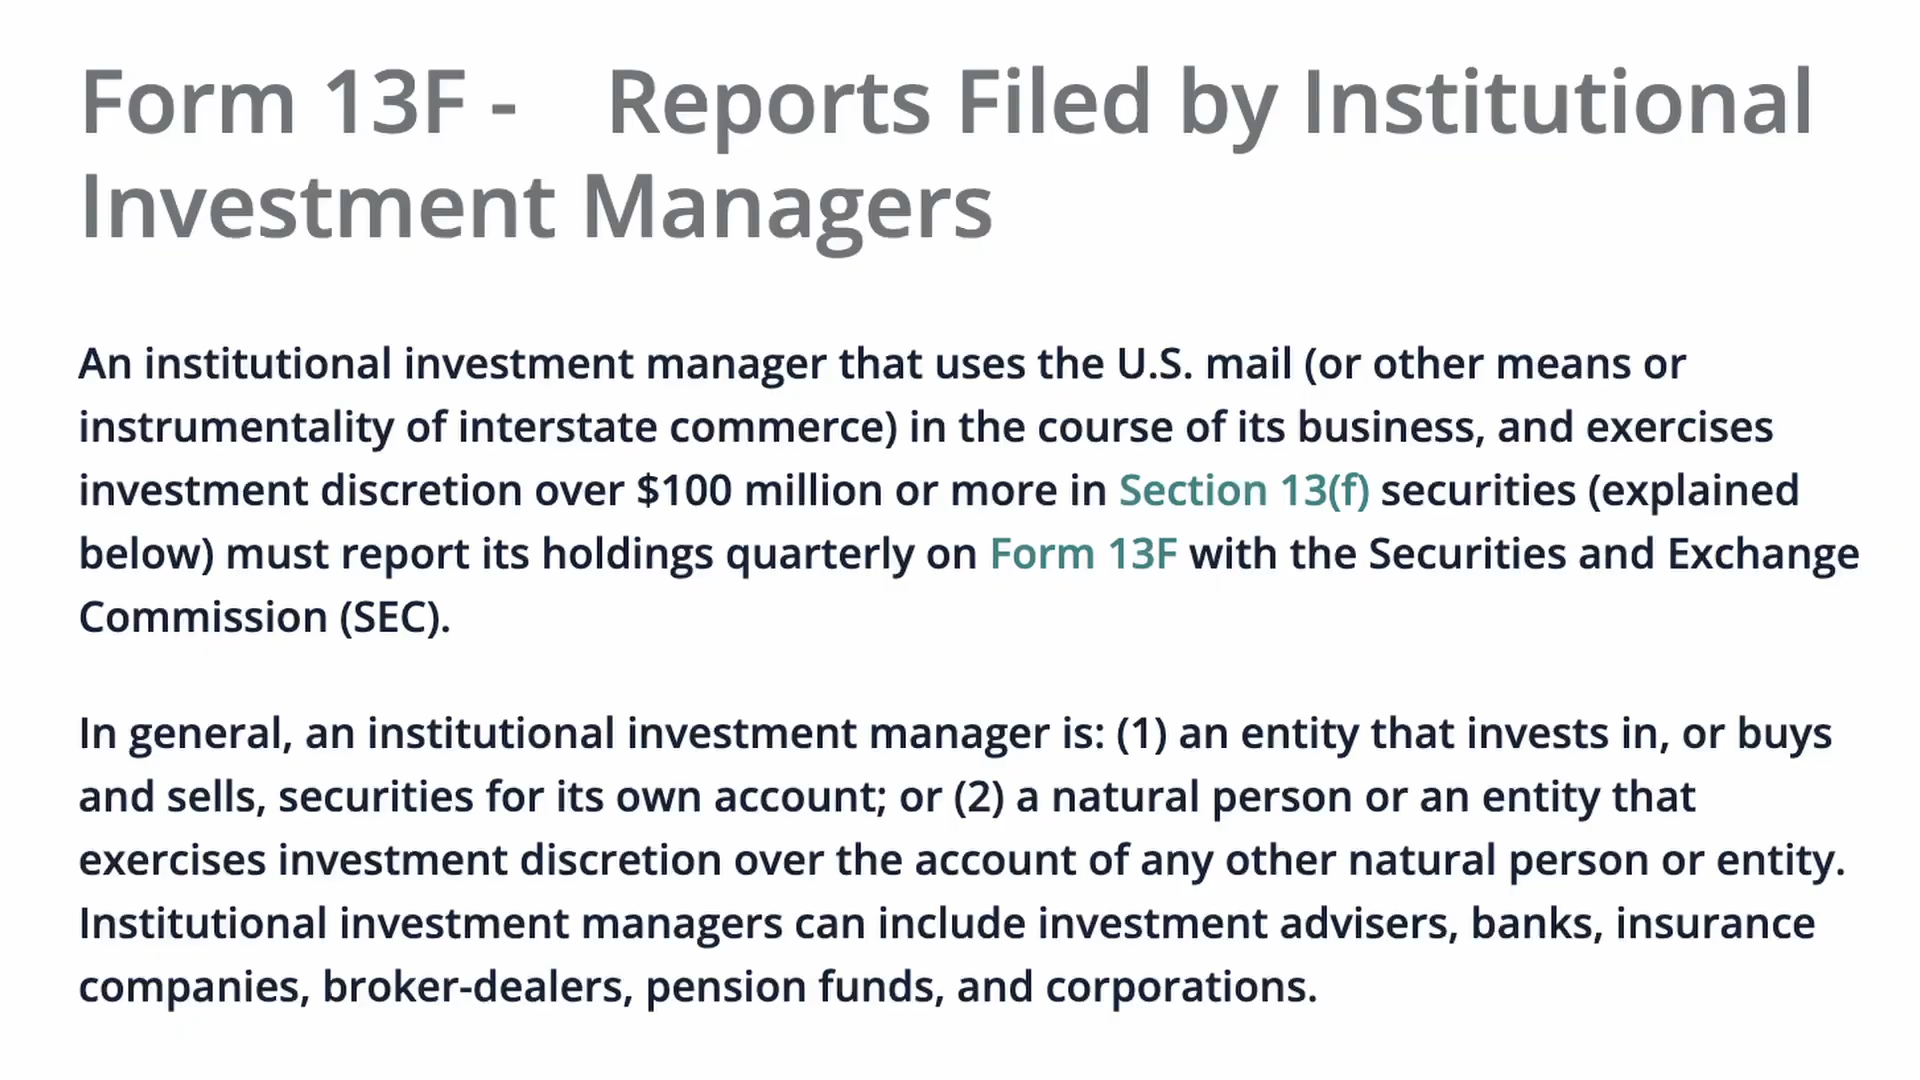 Form 13F - Reports Filed by Institutional
Investment Managers
An institutional investment manager that uses the U.S. mail (or other means or
instrumentality of interstate commerce) in the course of its business, and exercises
investment discretion over $100 million or more in Section 13(f) securities (explained
below) must report its holdings quarterly on Form 13F with the Securities and Exchange
Commission (SEC).
In general, an institutional investment manager is: (1) an entity that invests in, or buys
and sells, securities for its own account; or (2) a natural person or an entity that
exercises investment discretion over the account of any other natural person or entity.
Institutional investment managers can include investment advisers, banks, insurance
companies, broker-dealers, pension funds, and corporations.